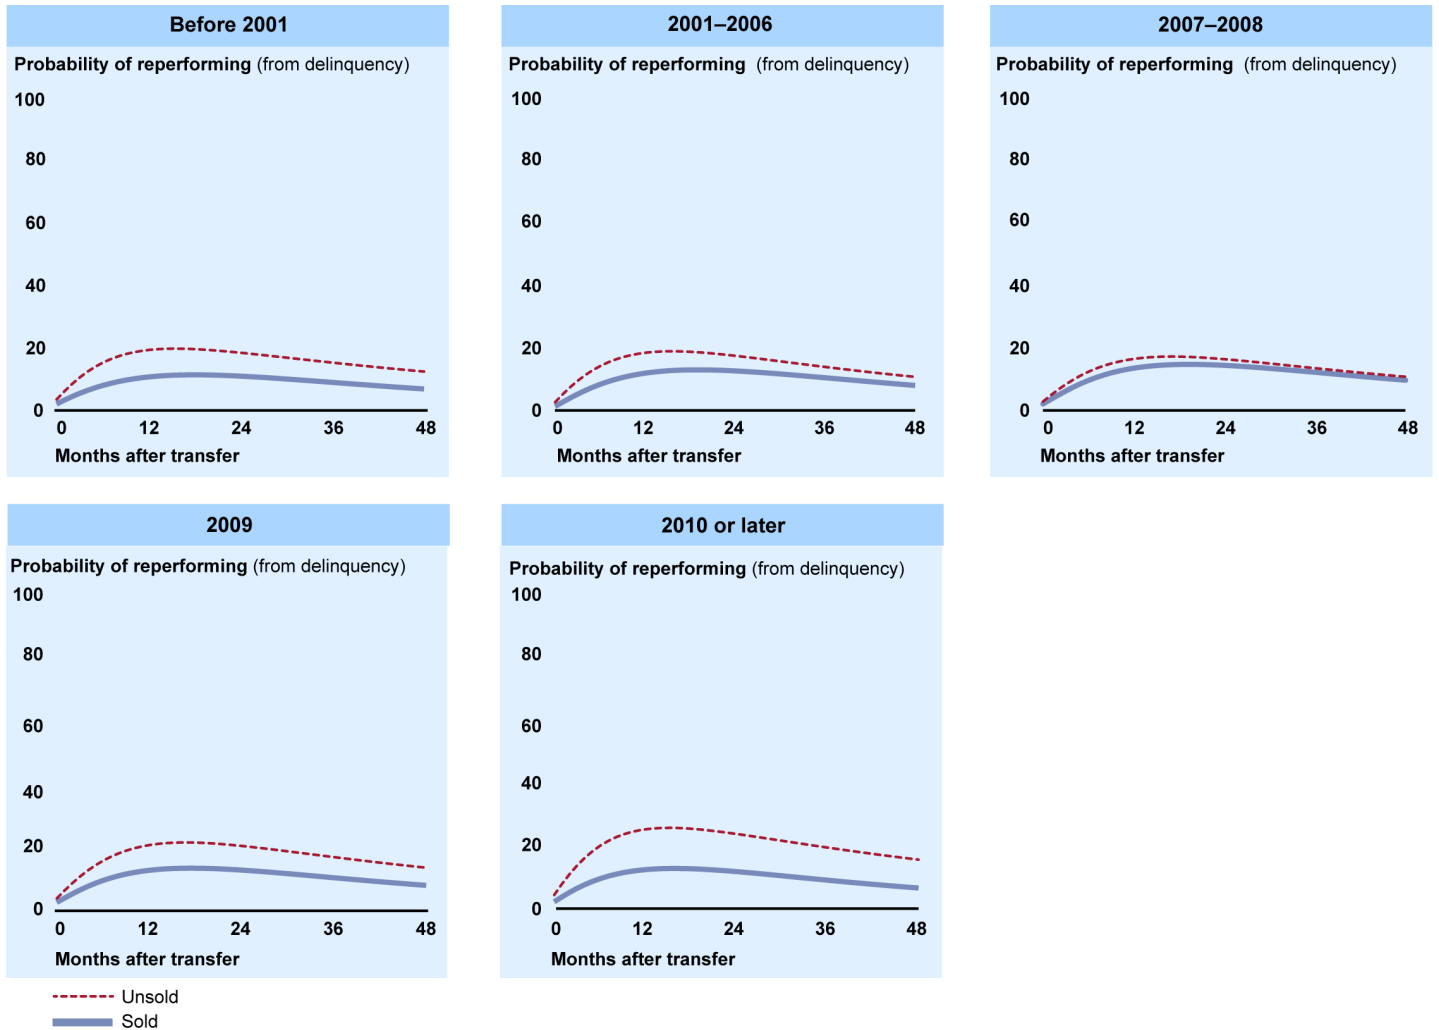 Before 2001
Probability of reperforming (from delinquency)
100
80
60
40
20
0
0 12 24 36 48
Months after transfer
2001–2006
Probability of reperforming (from delinquency)
100
80
60
40
20
0
0 12 24 36 48
Months after transfer
2007–2008
Probability of reperforming (from delinquency)
100
80
60
40
20
0
0 12 24 36 48
Months after transfer
2009
Probability of reperforming (from delinquency)
100
80
60
40
20
0
0 12 24 36 48
Months after transfer
2010 or later
Probability of reperforming (from delinquency)
100
80
60
40
20
0
0 12 24 36 48
Months after transfer
Unsold
Sold